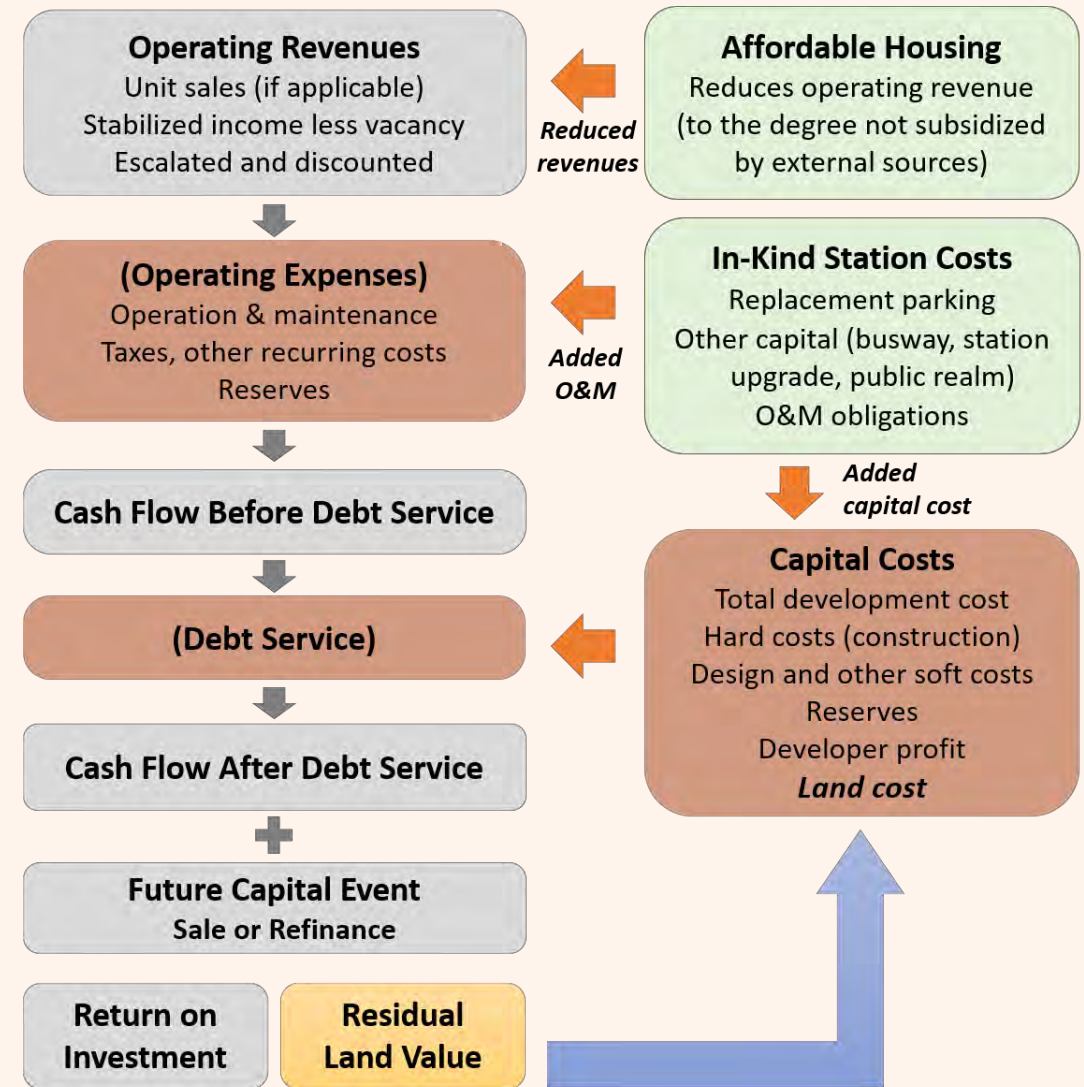 Operating Revenues
Unit sales (if applicable)
Stabilized income less vacancy
Escalated and discounted
Reduced
revenues
Affordable Housing
Reduces operating revenue
(to the degree not subsidized
by external sources)
(Operating Expenses)
Operation & maintenance
Taxes, other recurring costs
Reserves
Added
O&M
In-Kind Station Costs
Replacement parking
Other capital (busway, station
upgrade, public realm)
O&M obligations
Added
capital cost
Cash Flow Before Debt Service
(Debt Service)
Capital Costs
Total development cost
Hard costs (construction)
Design and other soft costs
Reserves
Developer profit
Land cost
Cash Flow After Debt Service
Future Capital Event
Sale or Refinance
Return on
Investment
Residual
Land Value